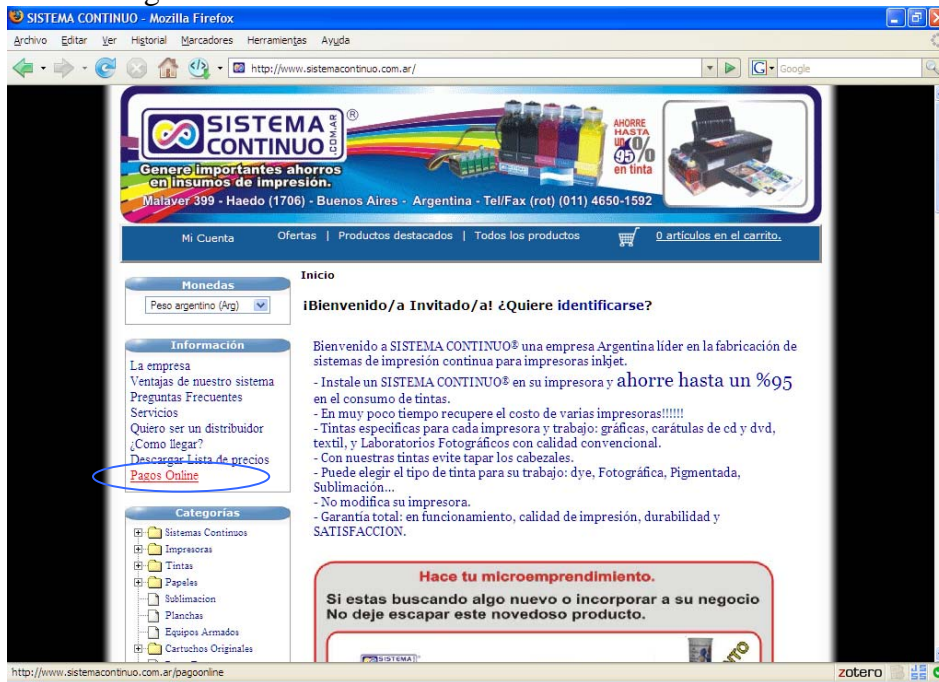 SISTEMA CONTINUO - Mozilla Firefox
Archivo Editar Ver Historial Marcadores Herramientas Ayuda
http://www.sistemacontinuo.com.ar/
G Google
SISTEMA
CONTINUO
.COM.AR
®
Genere importantes ahorros
en insumos de impresión.
AHORRE
HASTA
un %
95
en tinta
Malaver 399 - Haedo (1706) - Buenos Aires - Argentina - Tel/Fax (rot) (011) 4650-1592
Mi Cuenta Ofertas | Productos destacados | Todos los productos 0 artículos en el carrito.
Monedas
Peso argentino (Arg)
Información
La empresa
Ventajas de nuestro sistema
Preguntas Frecuentes
Servicios
Quiero ser un distribuidor
¿Como llegar?
Descargar Lista de precios
Pagos Online
Categorías
Sistemas Continuos
Impresoras
Tintas
Papeles
Sublimacion
Planchas
Equipos Armados
Cartuchos Originales
Inicio
¡Bienvenido/a Invitado/a! ¿Quiere identificarse?
Bienvenido a SISTEMA CONTINUO® una empresa Argentina líder en la fabricación de
sistemas de impresión continua para impresoras inkjet.
- Instale un SISTEMA CONTINUO® en su impresora y ahorre hasta un %95
en el consumo de tintas.
- En muy poco tiempo recupere el costo de varias impresoras!!!!!!
- Tintas especificas para cada impresora y trabajo: gráficas, carátulas de cd y dvd,
textil, y Laboratorios Fotográficos con calidad convencional.
- Con nuestras tintas evite tapar los cabezales.
- Puede elegir el tipo de tinta para su trabajo: dye, Fotográfica, Pigmentada,
Sublimación...
- No modifica su impresora.
- Garantía total: en funcionamiento, calidad de impresión, durabilidad y
SATISFACCION.
Hace tu microemprendimiento.
Si estas buscando algo nuevo o incorporar a su negocio
No deje escapar este novedoso producto.
SISTEMA
http://www.sistemacontinuo.com.ar/pagoonline
zotero